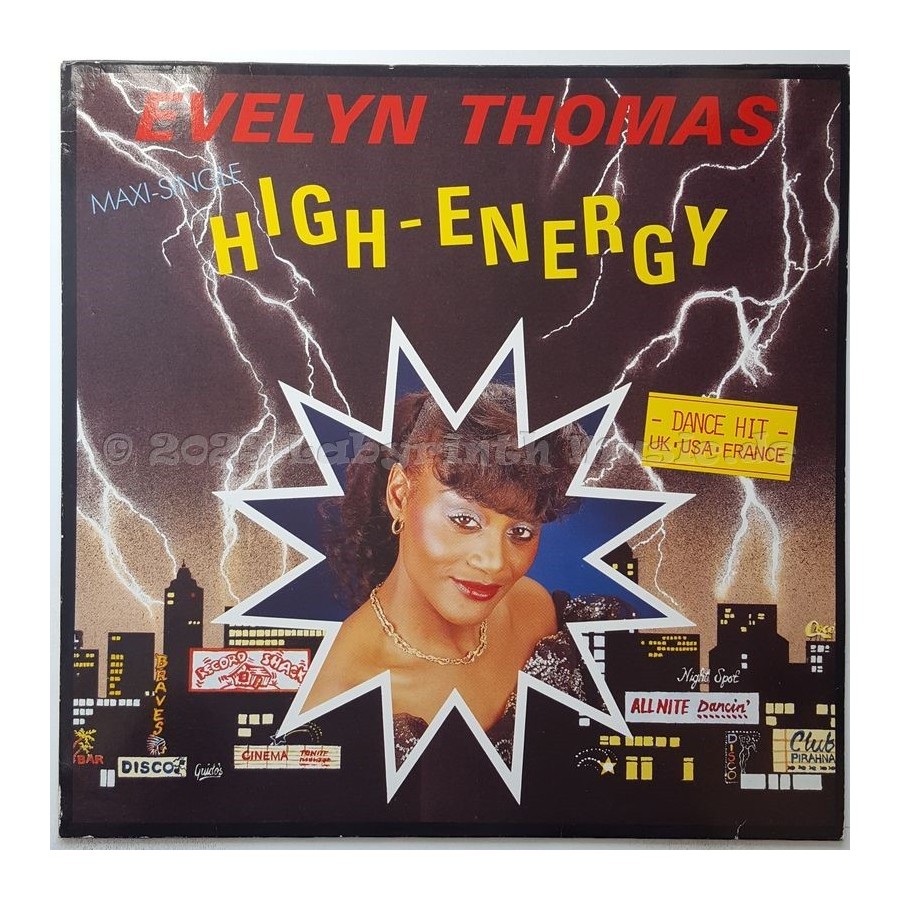 EVELYN THOMAS
MAXI-SINGLE
HIGH-ENERGY
- DANCE HIT -
UK·USA·FRANCE
RECORD SHACK
BRAVES
Night Spot
ALL NITE Dancin'
BAR
DISCO
Guido's
CINEMA
TONITE
DISCO
Club
PIRAHNA